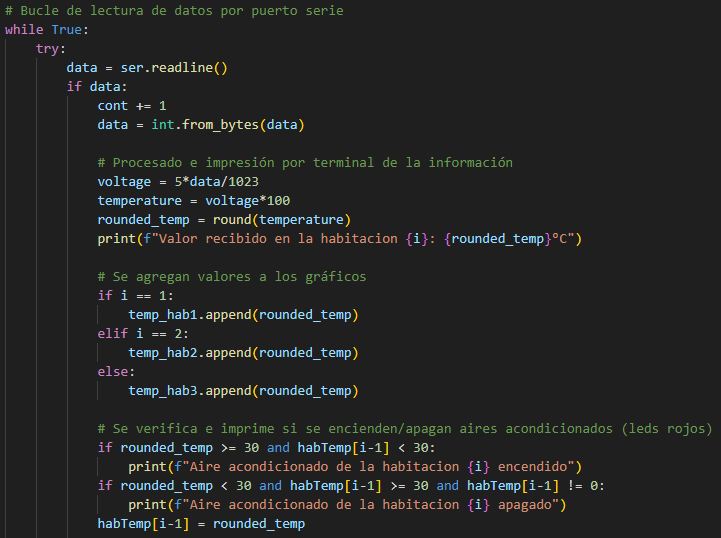 # Bucle de lectura de datos por puerto serie
while True:
    try:
        data = ser.readline()
        if data:
            cont += 1
            data = int.from_bytes(data)

            # Procesado e impresión por terminal de la información
            voltage = 5*data/1023
            temperature = voltage*100
            rounded_temp = round(temperature)
            print(f"Valor recibido en la habitacion {i}: {rounded_temp}ºC")

            # Se agregan valores a los gráficos
            if i == 1:
                temp_hab1.append(rounded_temp)
            elif i == 2:
                temp_hab2.append(rounded_temp)
            else:
                temp_hab3.append(rounded_temp)

            # Se verifica e imprime si se encienden/apagan aires acondicionados (leds rojos)
            if rounded_temp >= 30 and habTemp[i-1] < 30:
                print(f"Aire acondicionado de la habitacion {i} encendido")
            if rounded_temp < 30 and habTemp[i-1] >= 30 and habTemp[i-1] != 0:
                print(f"Aire acondicionado de la habitacion {i} apagado")
            habTemp[i-1] = rounded_temp